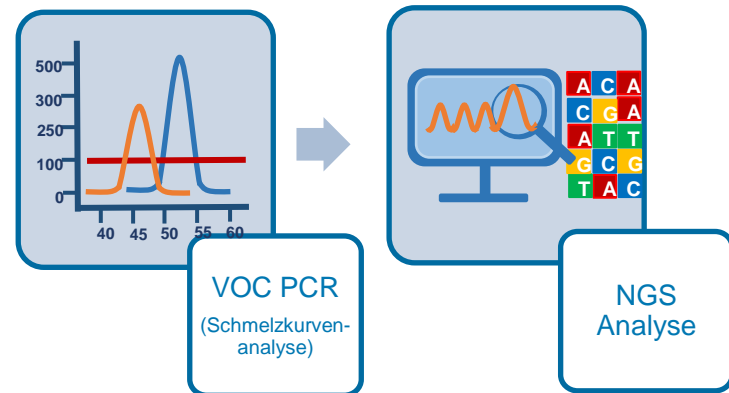 500
300
250
100
0
40 45 50 55 60
VOC PCR
(Schmelzkurven-
analyse)
A C A
C G A
A T T
G C G
T A C
NGS
Analyse